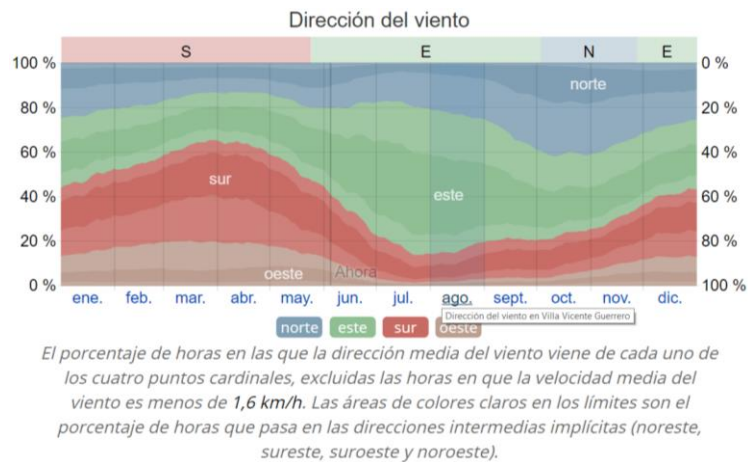 Dirección del viento
S E N E
100 % 0 %
norte
80 % 20 %
60 % 40 %
sur
este
40 % 60 %
20 % 80 %
oeste Ahora
0 % 100 %
ene. feb. mar. abr. may. jun. jul. ago. sept. oct. nov. dic.
Dirección del viento en Villa Vicente Guerrero
norte este sur oeste
El porcentaje de horas en las que la dirección media del viento viene de cada uno de
los cuatro puntos cardinales, excluidas las horas en que la velocidad media del
viento es menos de 1,6 km/h. Las áreas de colores claros en los límites son el
porcentaje de horas que pasa en las direcciones intermedias implícitas (noreste,
sureste, suroeste y noroeste).